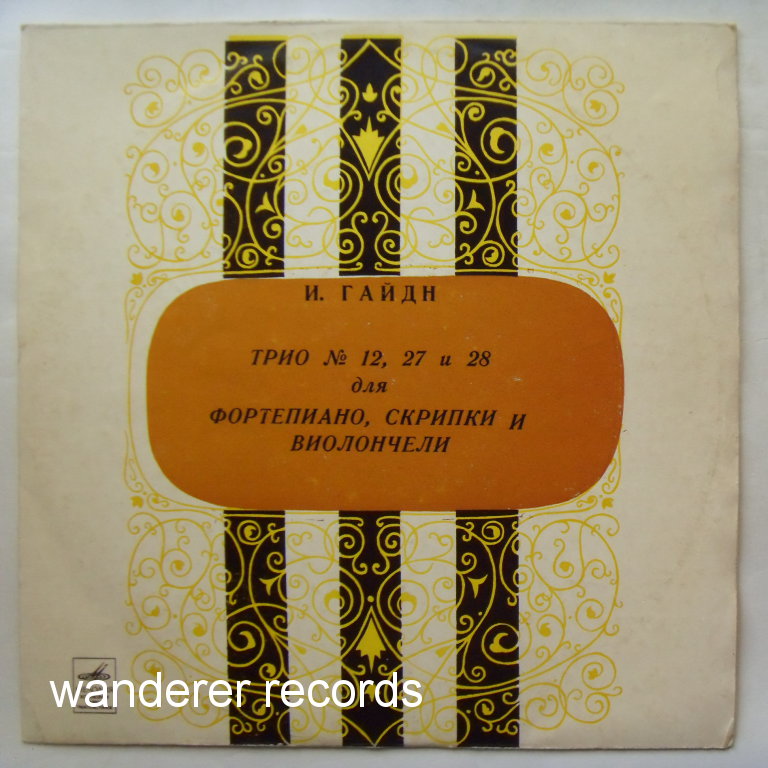 И. ГАЙДН
ТРИО № 12, 27 и 28
для
ФОРТЕПИАНО, СКРИПКИ И
ВИОЛОНЧЕЛИ
wanderer records